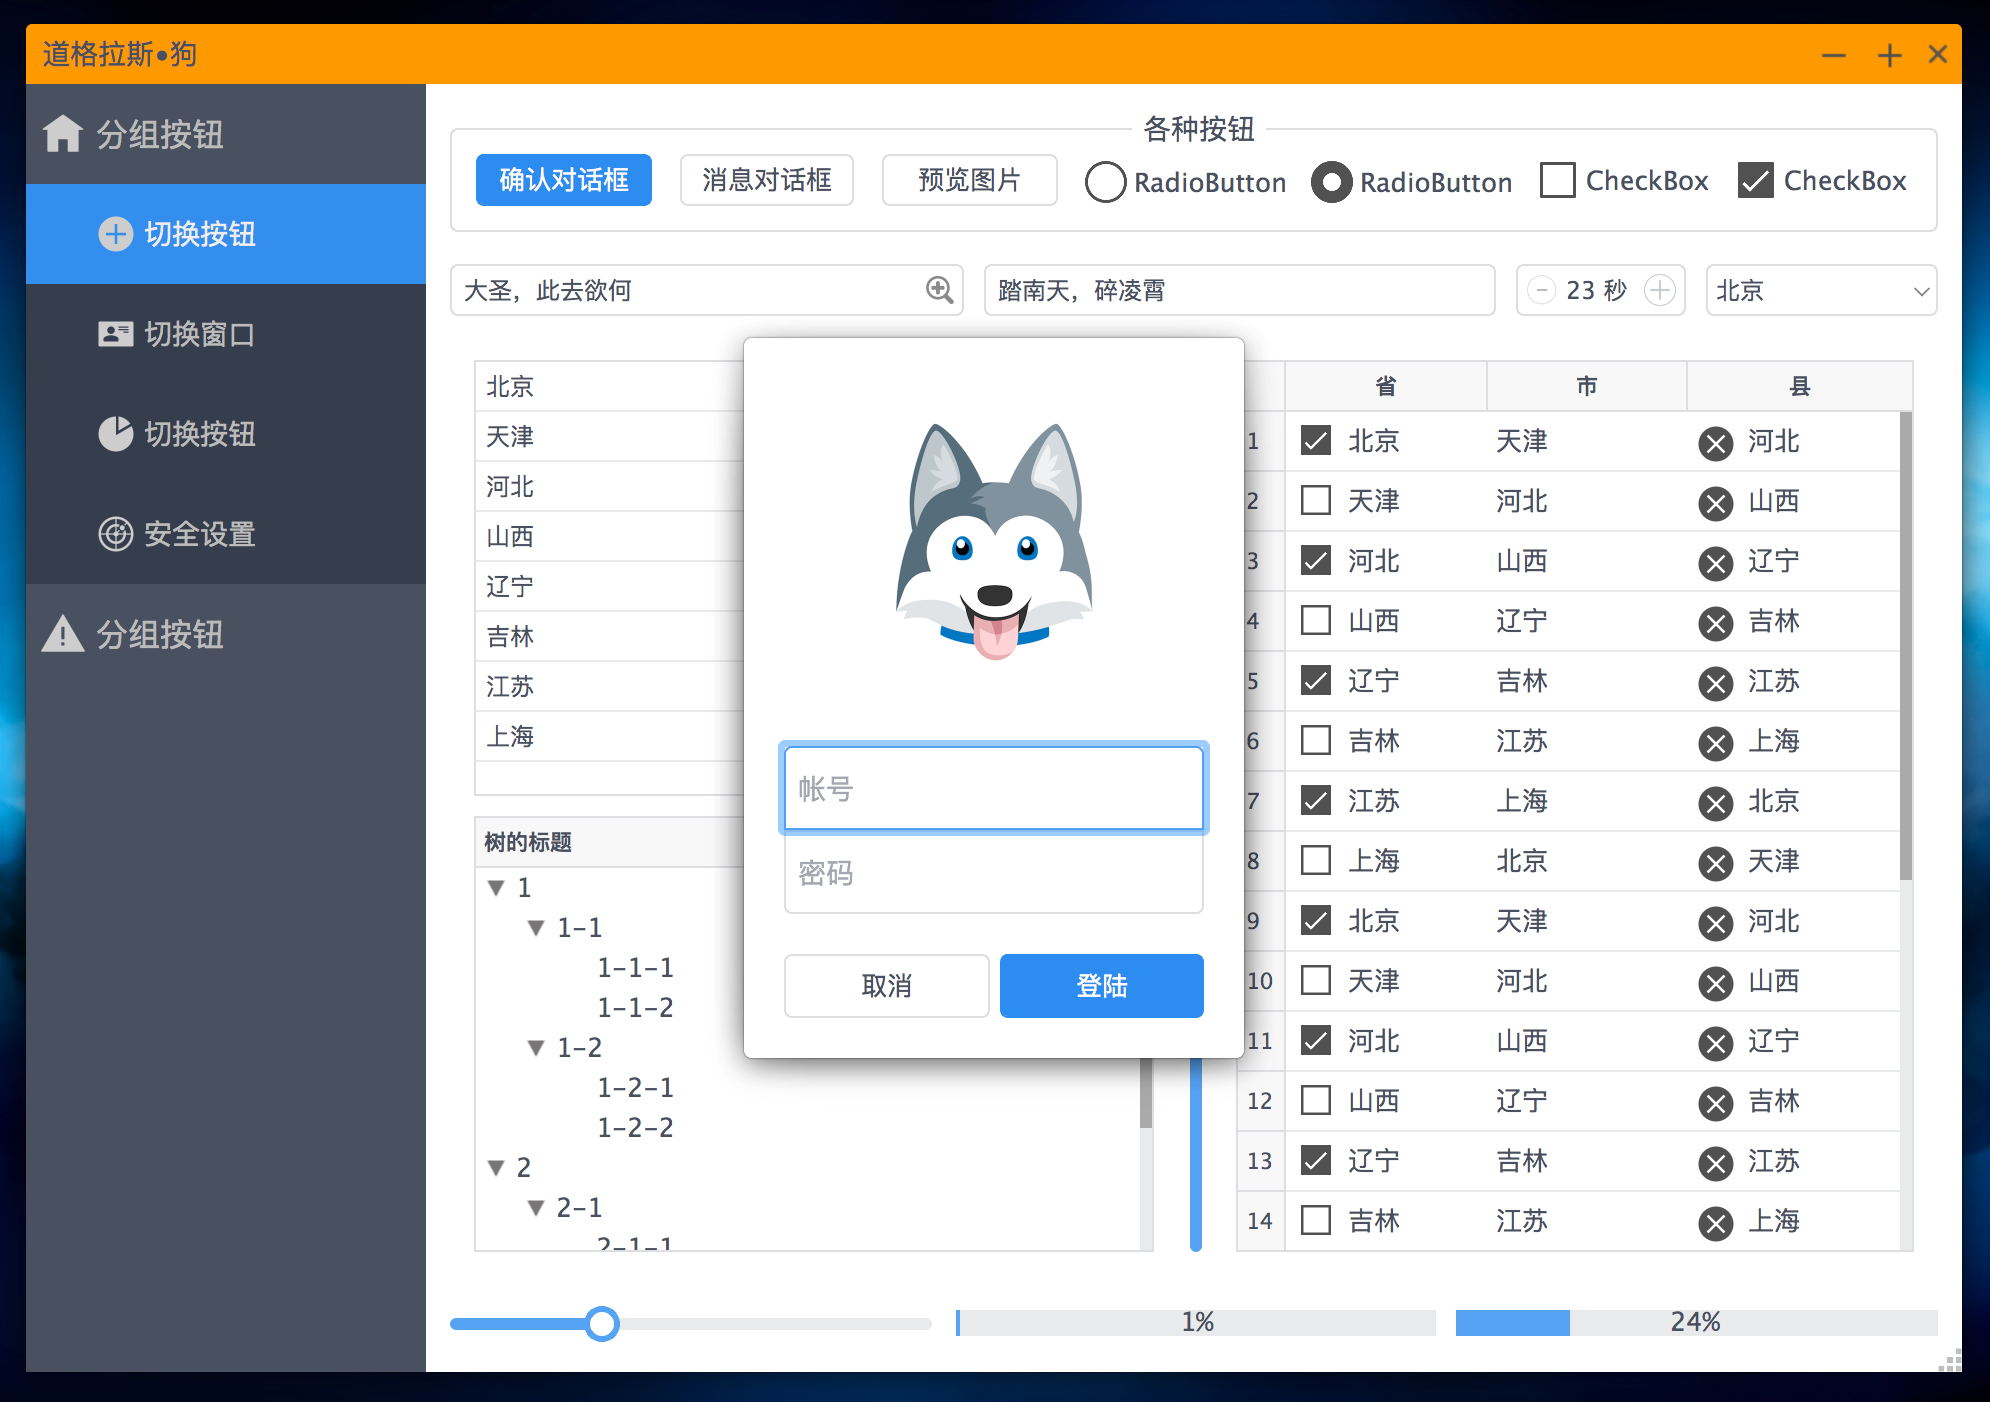 道格拉斯•狗
分组按钮
切换按钮
切换窗口
切换按钮
安全设置
分组按钮
各种按钮
确认对话框 消息对话框 预览图片 RadioButton RadioButton CheckBox CheckBox
大圣，此去欲何 踏南天，碎凌霄 23 秒 北京
北京
天津
河北
山西
辽宁
吉林
江苏
上海
树的标题
1
1-1
1-1-1
1-1-2
1-2
1-2-1
1-2-2
2
2-1
2-1-1
帐号
密码
取消 登陆
省 市 县
1 北京 天津 河北
2 天津 河北 山西
3 河北 山西 辽宁
4 山西 辽宁 吉林
5 辽宁 吉林 江苏
6 吉林 江苏 上海
7 江苏 上海 北京
8 上海 北京 天津
9 北京 天津 河北
10 天津 河北 山西
11 河北 山西 辽宁
12 山西 辽宁 吉林
13 辽宁 吉林 江苏
14 吉林 江苏 上海
1% 24%